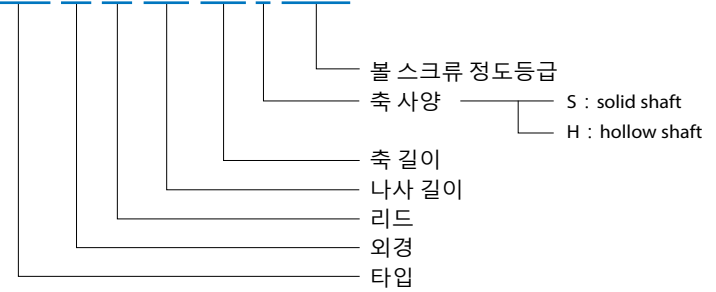 볼 스크류 정도등급
축 사양
S : solid shaft
H : hollow shaft
축 길이
나사 길이
리드
외경
타입